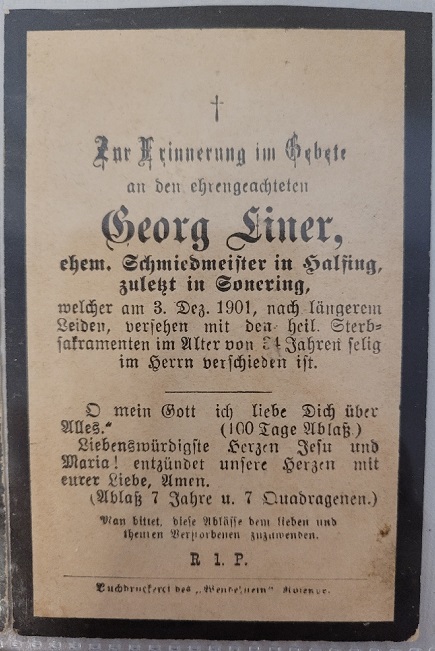 Zur Erinnerung im Gebete
an den ehrengeachteten
Georg Liner,
ehem. Schmiedmeister in Halfing,
zuletzt in Sonering,
welcher am 3. Dez. 1901, nach längerem
Leiden, versehen mit den heil. Sterb-
sakramenten im Alter von Jahren selig
im Herrn verschieden ist.
O mein Gott ich liebe Dich über
Alles.“ (100 Tage Ablaß.)
Liebenswürdigste Herzen Jesu und
Maria! entzündet unsere Herzen mit
eurer Liebe, Amen.
(Ablaß 7 Jahre u. 7 Quadragenen.)
Man bittet, diese Ablässe dem lieben und
theuren Verstorbenen zuzuwenden.
R I. P.
Buchdruckerei des „Wendelstein“